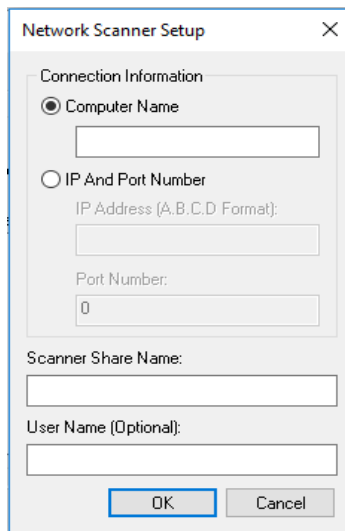 Network Scanner Setup
Connection Information
Computer Name
IP And Port Number
IP Address (A.B.C.D Format):
Port Number:
0
Scanner Share Name:
User Name (Optional):
OK Cancel